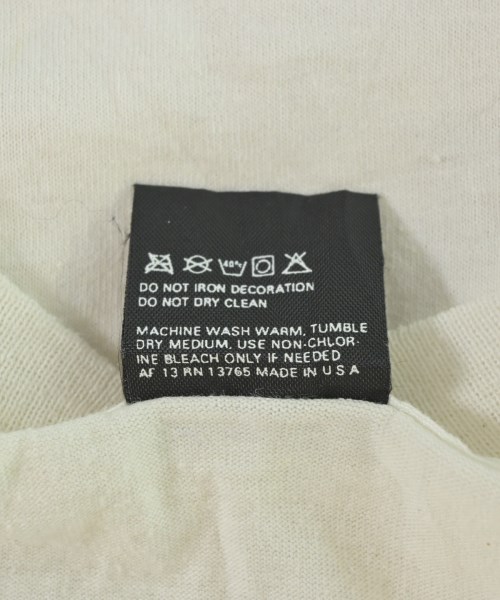 40°
DO NOT IRON DECORATION
DO NOT DRY CLEAN
MACHINE WASH WARM, TUMBLE
DRY MEDIUM, USE NON-CHLOR-
INE BLEACH ONLY IF NEEDED
AF 13 RN 13765 MADE IN U S A